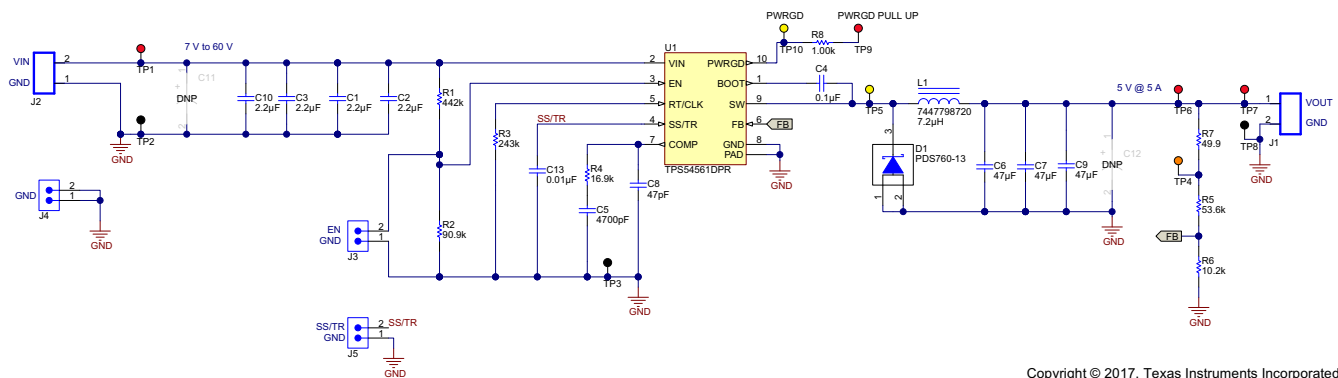 PWRGD
PWRGD PULL UP
R8
1.00k
TP10
TP9
VIN
GND
2
1
J2
TP1
7 V to 60 V
C11
1
DNP
2
TP2
GND
C10
2.2µF
C3
2.2µF
C1
2.2µF
C2
2.2µF
R1
442k
U1
2
VIN
3
EN
5
RT/CLK
4
SS/TR
7
COMP
PWRGD
10
BOOT
1
SW
9
FB
6
GND
8
PAD
TPS54561DPR
FB
GND
C4
0.1µF
TP5
L1
7447798720
7.2µH
5 V @ 5 A
TP6
TP7
1
2
VOUT
GND
J1
TP8
GND
SS/TR
R3
243k
C13
0.01µF
R4
16.9k
C5
4700pF
C8
47pF
3
D1
PDS760-13
1
2
C6
47µF
C7
47µF
C9
47µF
C12
1
DNP
2
GND
R7
49.9
TP4
R5
53.6k
FB
R6
10.2k
GND
GND
2
1
J4
GND
R2
90.9k
EN
GND
2
1
J3
TP3
GND
SS/TR
GND
2
1
J5
SS/TR
GND
Copyright © 2017, Texas Instruments Incorporated